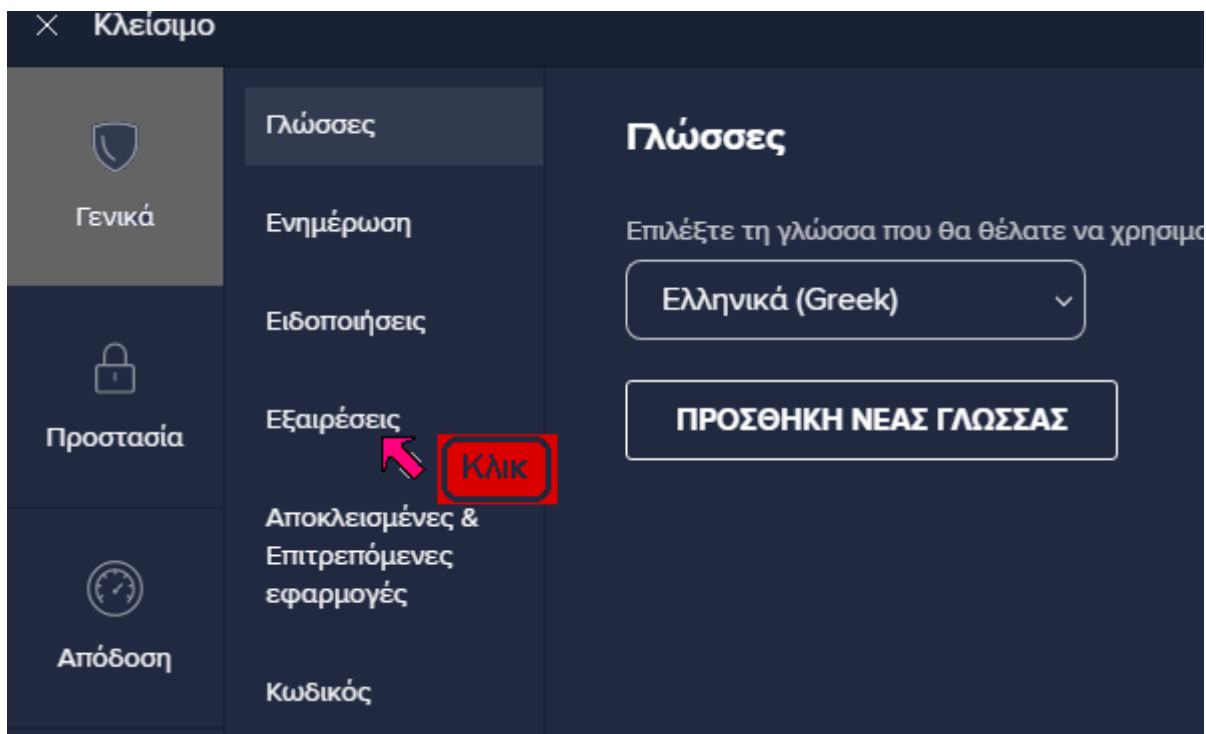 Κλείσιμο
Γενικά
Προστασία
Απόδοση
Γλώσσες
Ενημέρωση
Ειδοποιήσεις
Εξαιρέσεις
Κλικ
Αποκλεισμένες &
Επιτρεπόμενες
εφαρμογές
Κωδικός
Γλώσσες
Επιλέξτε τη γλώσσα που θα θέλατε να χρησιμο
Ελληνικά (Greek)
ΠΡΟΣΘΗΚΗ ΝΕΑΣ ΓΛΩΣΣΑΣ